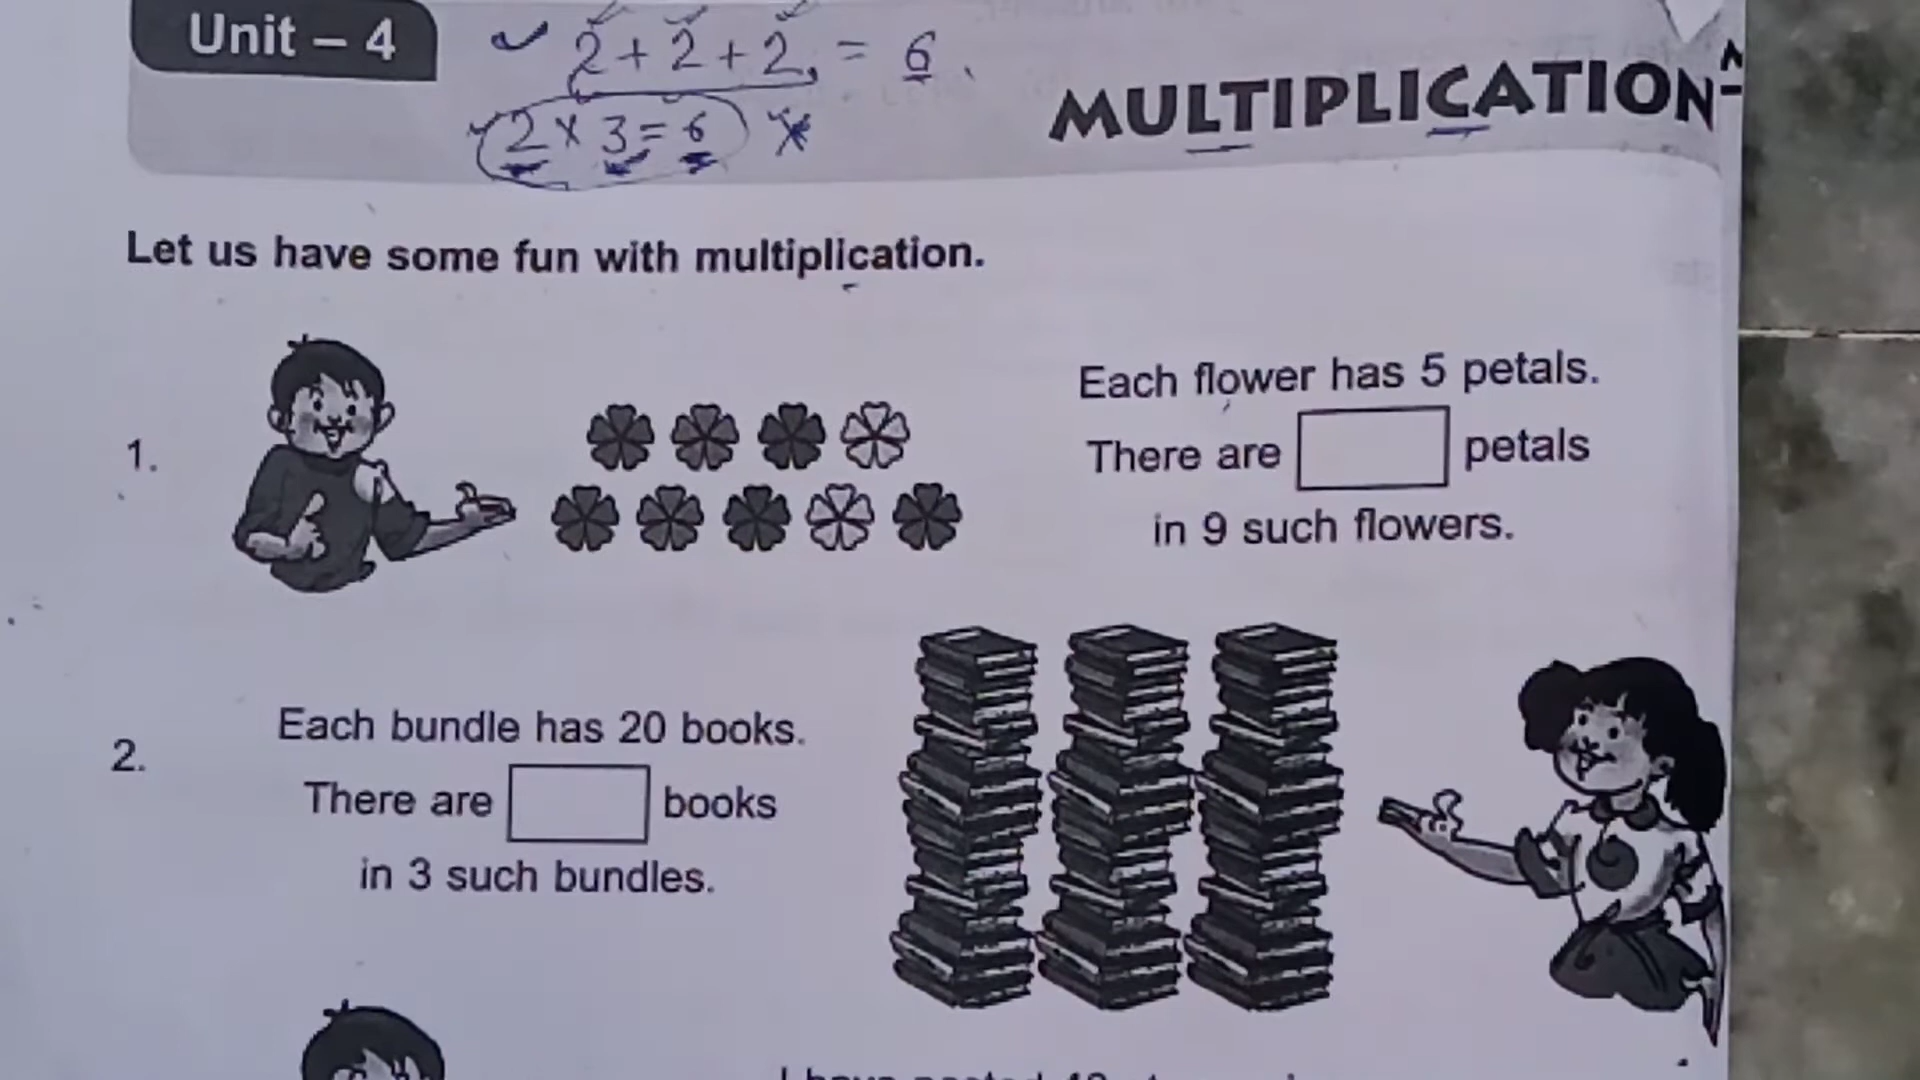 Unit – 4
2 + 2 + 2, = 6
2 x 3 = 6 x
MULTIPLICATION-
Let us have some fun with multiplication.
1.
Each flower has 5 petals.
There are petals
in 9 such flowers.
2.
Each bundle has 20 books.
There are books
in 3 such bundles.